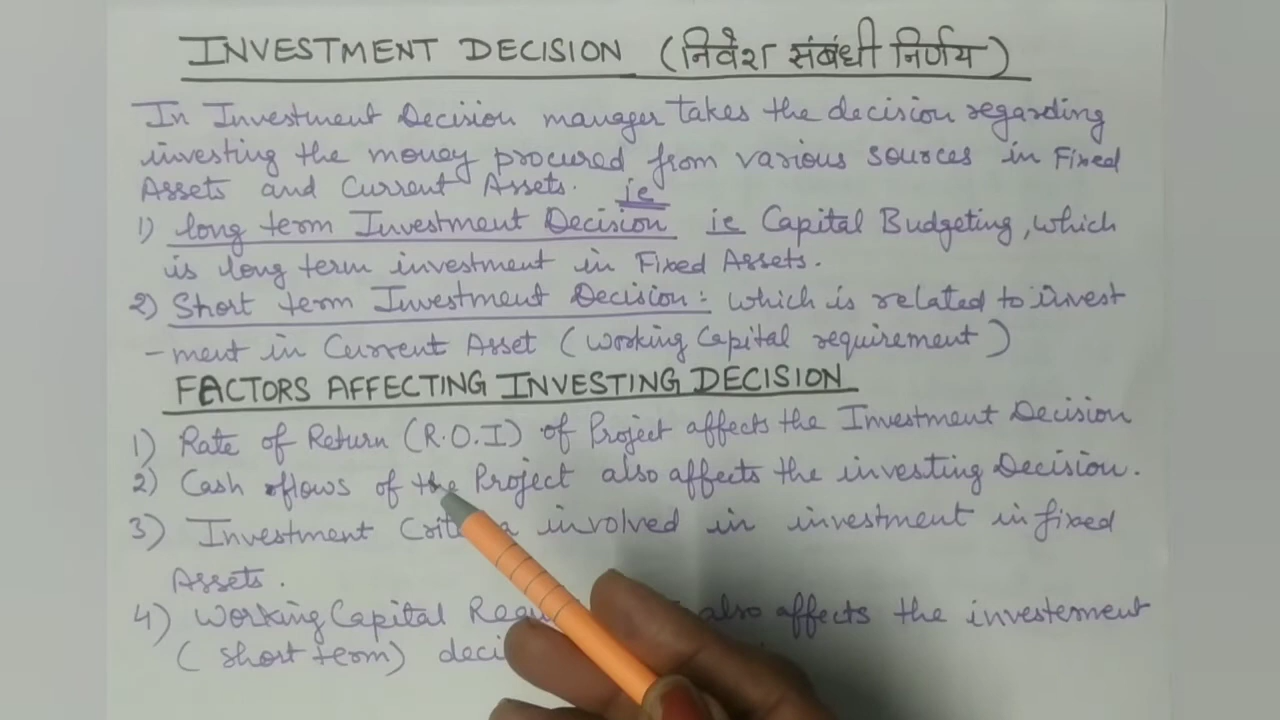 INVESTMENT DECISION (निवेश संबंधी निर्णय)
In Investment Decision manager takes the decision regarding
investing the money procured from various sources in Fixed
Assets and Current Assets. ie
1) long term Investment Decision ie Capital Budgeting, which
is long term investment in Fixed Assets.
2) Short term Investment Decision: which is related to invest
-ment in Current Asset (working Capital requirement)
FACTORS AFFECTING INVESTING DECISION
1) Rate of Return (R.O.I) of Project affects the Investment Decision
2) Cash flows of the Project also affects the investing Decision.
3) Investment involved in investment in fixed
Assets.
4) Working Capital also affects the investement
(short term)